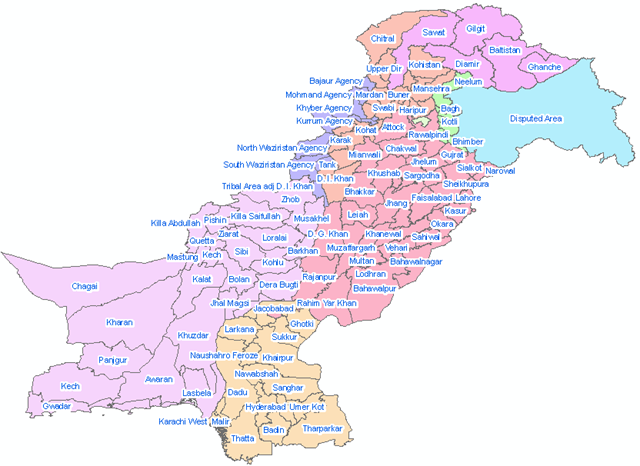 Gilgit
Sawat
Chitral
Baltistan
Diamir
Ghanche
Kohistan
Upper Dir
Neelum
Bajaur Agency
Mansehra
Mohmand Agency
Mardan
Buner
Khyber Agency
Swabi
Haripur
Bagh
Disputed Area
Kurrum Agency
Kotli
Kohat
Attock
Rawalpindi
Karak
Bhimber
North Waziristan Agency
Chakwal
Mianwali
Gujrat
South Waziristan Agency
Tank
Jhelum
Sialkot
Narowal
Khushab
Sargodha
D. I. Khan
Sheikhupura
Tribal Area adj D. I. Khan
Bhakkar
Zhob
Faisalabad
Lahore
Jhang
Kasur
Killa Saifullah
Pishin
Musakhel
Leiah
Killa Abdullah
Okara
Ziarat
D. G. Khan
Khanewal
Sahiwal
Quetta
Loralai
Muzaffargarh
Vehari
Mastung
Kech
Sibi
Barkhan
Kohlu
Multan
Bahawalnagar
Lodhran
Kalat
Bolan
Rajanpur
Chagai
Dera Bugti
Bahawalpur
Jhal Magsi
Jacobabad
Rahim Yar Khan
Kharan
Larkana
Ghotki
Khuzdar
Sukkur
Panjgur
Naushahro Feroze
Khairpur
Nawabshah
Kech
Awaran
Dadu
Sanghar
Lasbela
Gwadar
Hyderabad
Umer Kot
Karachi West
Malir
Badin
Tharparkar
Thatta